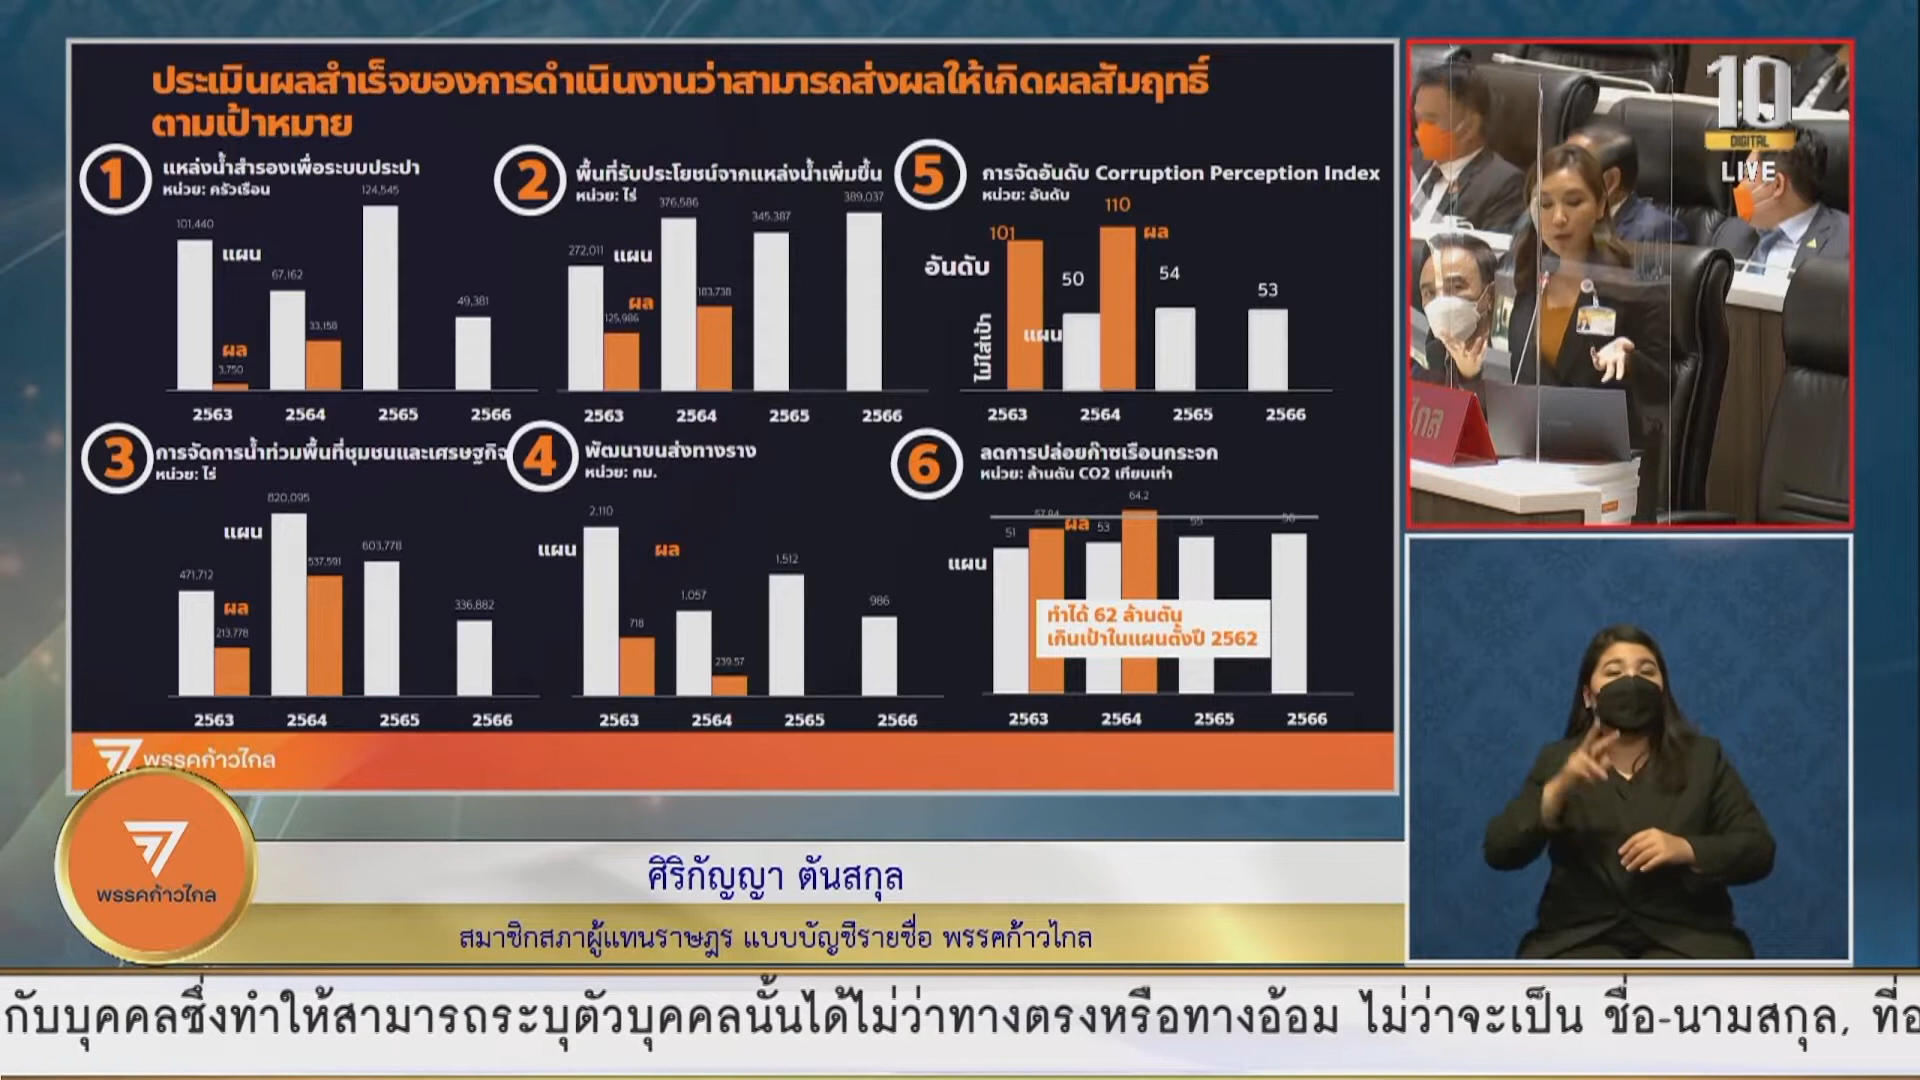 ประเมินผลสำเร็จของการดำเนินงานว่าสามารถส่งผลให้เกิดผลสัมฤทธิ์
ตามเป้าหมาย
1
แหล่งน้ำสำรองเพื่อระบบประปา
หน่วย: ครัวเรือน
124,545
101,440
แผน
67,162
49,381
33,158
ผล
3,750
2563 2564 2565 2566
2
พื้นที่รับประโยชน์จากแหล่งน้ำเพิ่มขึ้น
หน่วย: ไร่
389,037
376,586
345,387
272,011
แผน
ผล
183,738
125,986
2563 2564 2565 2566
5
การจัดอันดับ Corruption Perception Index
หน่วย: อันดับ
110
101
ผล
อันดับ
50
54
53
ไม่ใส่เป้า
แผน
2563 2564 2565 2566
3
การจัดการน้ำท่วมพื้นที่ชุมชนและเศรษฐกิจ
หน่วย: ไร่
820,095
แผน
603,778
537,591
471,712
ผล
336,882
213,778
2563 2564 2565 2566
4
พัฒนาขนส่งทางราง
หน่วย: กม.
2,110
แผน
ผล
1,512
1,057
986
718
239.57
2563 2564 2565 2566
6
ลดการปล่อยก๊าซเรือนกระจก
หน่วย: ล้านตัน CO2 เทียบเท่า
64.2
57.84
ผล
51
53
55
56
แผน
ทำได้ 62 ล้านตัน
เกินเป้าในแผนตั้งปี 2562
2563 2564 2565 2566
พรรคก้าวไกล
10
DIGITAL
LIVE
ไกล
พรรคก้าวไกล
ศิริกัญญา ตันสกุล
สมาชิกสภาผู้แทนราษฎร แบบบัญชีรายชื่อ พรรคก้าวไกล
กับบุคคลซึ่งทำให้สามารถระบุตัวบุคคลนั้นได้ไม่ว่าทางตรงหรือทางอ้อม ไม่ว่าจะเป็น ชื่อ-นามสกุล, ที่อ